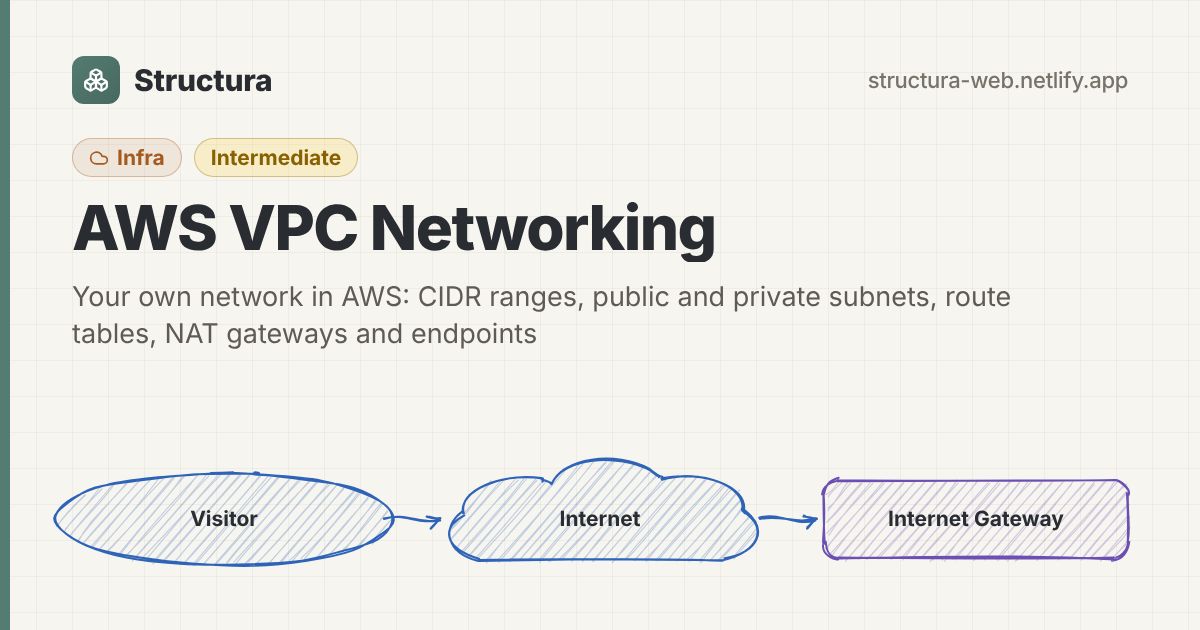 Structura
structura-web.netlify.app
Infra
Intermediate
AWS VPC Networking
Your own network in AWS: CIDR ranges, public and private subnets, route
tables, NAT gateways and endpoints
Visitor
Internet
Internet Gateway